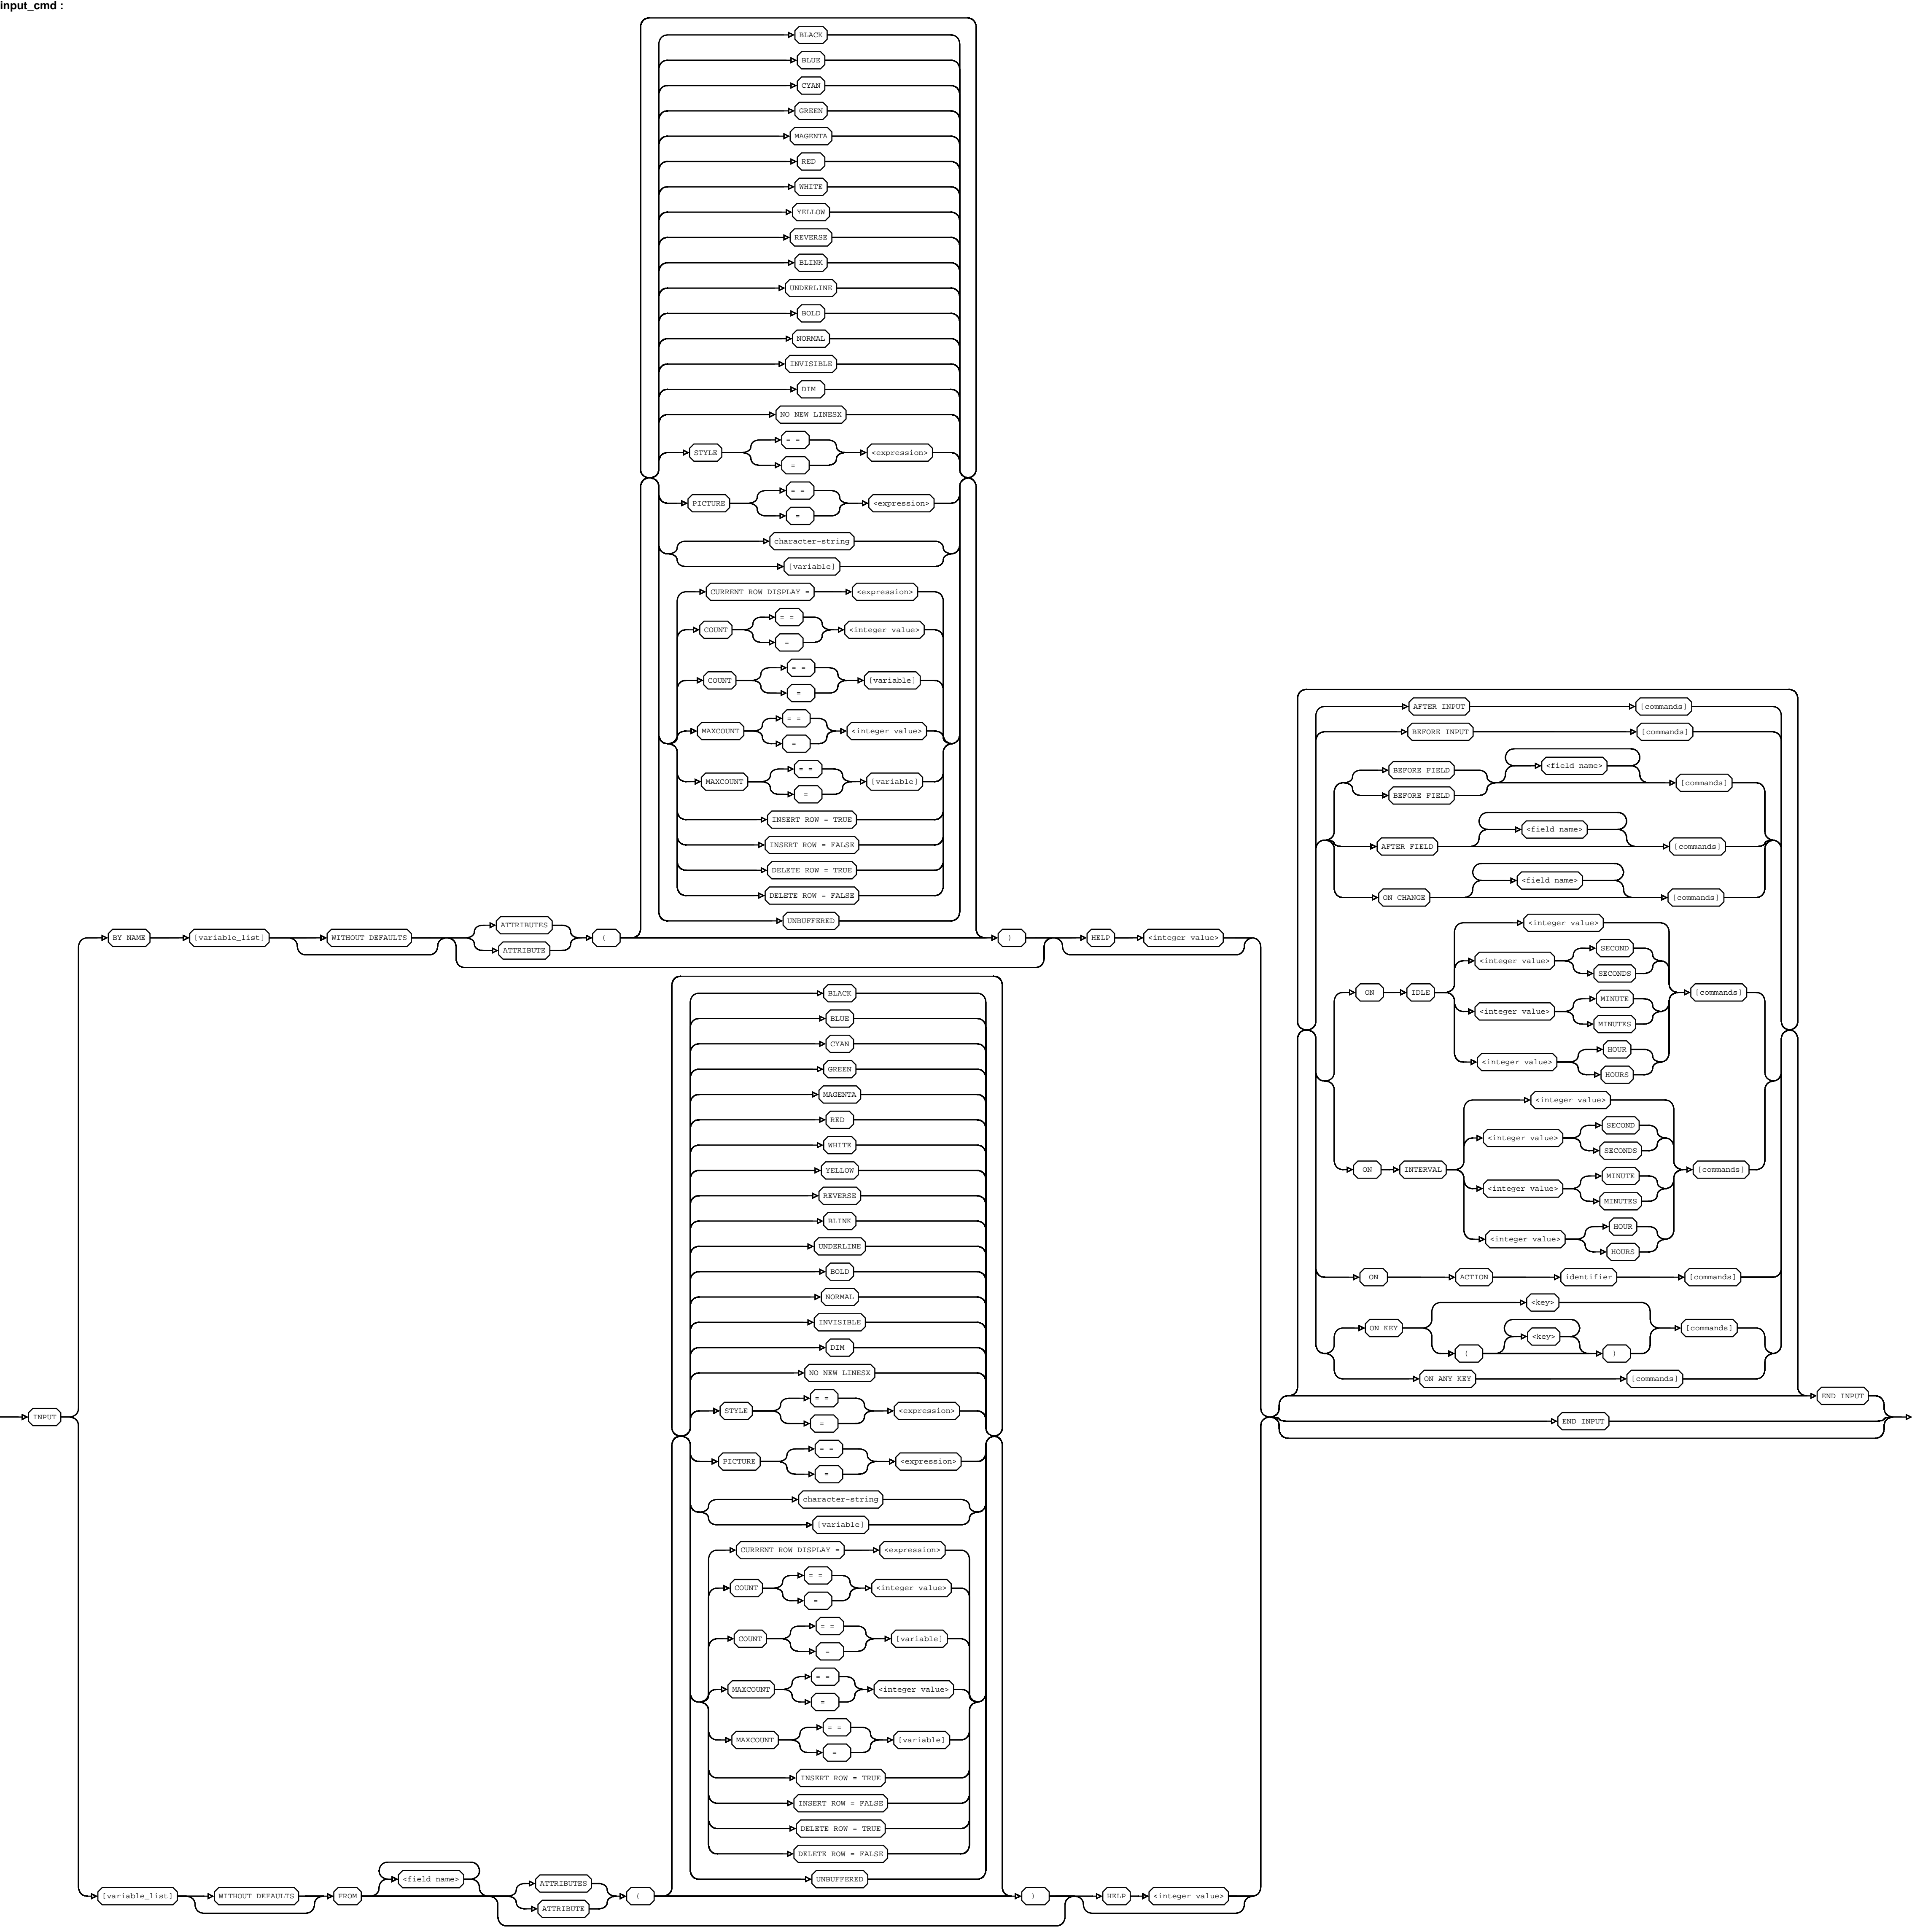 input_cmd :
BLACK
BLUE
CYAN
GREEN
MAGENTA
RED
WHITE
YELLOW
REVERSE
BLINK
UNDERLINE
BOLD
NORMAL
INVISIBLE
DIM
NO NEW LINESX
= =
STYLE <expression>
=
= =
PICTURE <expression>
=
character-string
[variable]
CURRENT ROW DISPLAY = <expression>
= =
COUNT <integer value>
=
= =
COUNT [variable]
=
= =
MAXCOUNT <integer value>
=
= =
MAXCOUNT [variable]
=
INSERT ROW = TRUE
INSERT ROW = FALSE
DELETE ROW = TRUE
DELETE ROW = FALSE
UNBUFFERED
ATTRIBUTES
BY NAME [variable_list] WITHOUT DEFAULTS ( ) HELP <integer value>
ATTRIBUTE
BLACK
BLUE
CYAN
GREEN
MAGENTA
RED
WHITE
YELLOW
REVERSE
BLINK
UNDERLINE
BOLD
NORMAL
INVISIBLE
DIM
NO NEW LINESX
= =
STYLE <expression>
=
INPUT
= =
PICTURE <expression>
=
character-string
[variable]
CURRENT ROW DISPLAY = <expression>
= =
COUNT <integer value>
=
= =
COUNT [variable]
=
= =
MAXCOUNT <integer value>
=
= =
MAXCOUNT [variable]
=
INSERT ROW = TRUE
INSERT ROW = FALSE
DELETE ROW = TRUE
DELETE ROW = FALSE
UNBUFFERED
<field name> ATTRIBUTES
[variable_list] WITHOUT DEFAULTS FROM ( ) HELP <integer value>
ATTRIBUTE
AFTER INPUT [commands]
BEFORE INPUT [commands]
<field name>
BEFORE FIELD
[commands]
BEFORE FIELD
<field name>
AFTER FIELD [commands]
<field name>
ON CHANGE [commands]
<integer value>
SECOND
<integer value>
SECONDS
ON IDLE [commands]
MINUTE
<integer value>
MINUTES
HOUR
<integer value>
HOURS
<integer value>
SECOND
<integer value>
SECONDS
ON INTERVAL [commands]
MINUTE
<integer value>
MINUTES
HOUR
<integer value>
HOURS
ON ACTION identifier [commands]
<key>
ON KEY [commands]
<key>
( )
ON ANY KEY [commands]
END INPUT
END INPUT